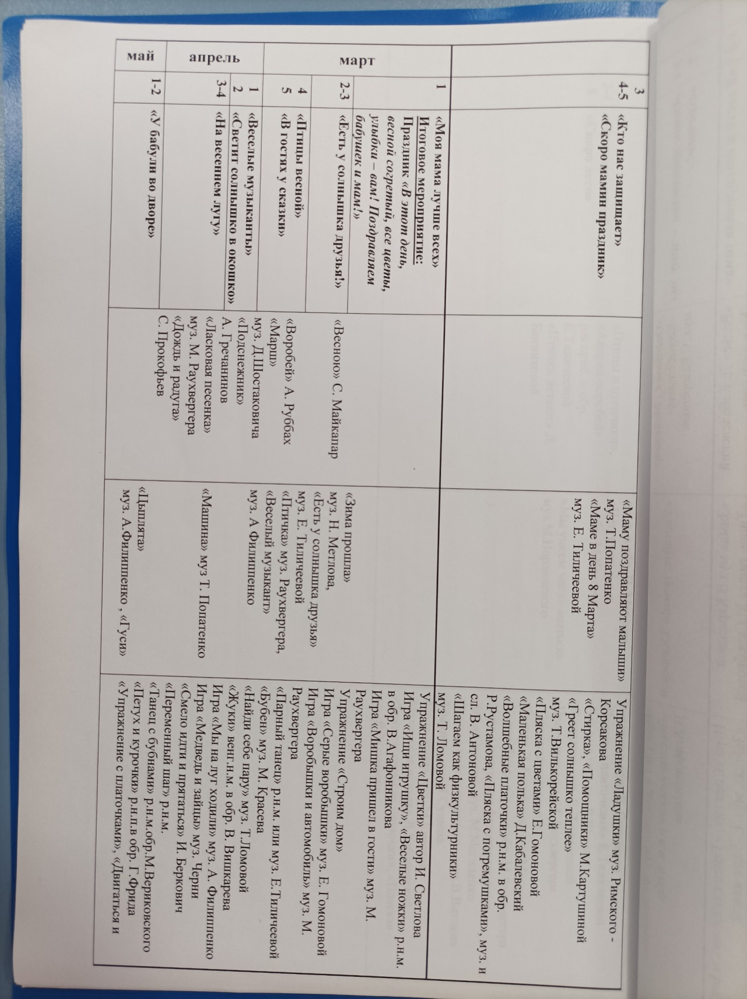 3
4-5
«Кто нас защищает»
«Скоро мамин праздник»
«Маму поздравляют малыши»
муз. Т.Попатенко
«Маме в день 8 Марта»
муз. Е. Тиличеевой
Упражнение «Ладушки» муз. Римского -
Корсакова
«Стирка», «Помощники» М.Картушиной
«Греет солнышко теплее»
муз. Т.Вилькорейской
«Пляска с цветами» Е.Гомоновой
«Маленькая полька» Д.Кабалевский
«Волшебные платочки» р.н.м. в обр.
Р.Рустамова, «Пляска с погремушками», муз. и
сл. В. Антоновой
«Шагаем как физкультурники»
муз. Т. Ломовой
март
1
«Моя мама лучше всех»
Итоговое мероприятие:
Праздник «В этот день,
весной согретый, все цветы,
улыбки – вам! Поздравляем
бабушек и мам!»
2-3
«Есть у солнышка друзья!»
4
«Птицы весной»
5
«В гостях у сказки»
апрель
1
«Веселые музыканты»
2
«Светит солнышко в окошко»
3-4
«На весеннем лугу»
май
1-2
«У бабули во дворе»
«Весною» С. Майкапар
«Воробей» А. Руббах
«Марш»
муз. Д.Шостаковича
«Подснежник»
А. Гречанинов
«Ласковая песенка»
муз. М. Раухвергера
«Дождь и радуга»
С. Прокофьев
«Зима прошла»
муз. Н. Метлова,
«Есть у солнышка друзья»
муз. Е. Тиличеевой
«Птичка» муз. Раухвергера,
«Веселый музыкант»
муз. А Филиппенко
«Машина» муз Т. Попатенко
«Цыплята»
муз. А.Филиппенко , «Гуси»
Упражнение «Цветки» автор И. Светлова
Игра «Ищи игрушку», «Веселые ножки» р.н.м.
в обр. В.Агафонникова
Игра «Мишка пришел в гости» муз. М.
Раухвергера
Упражнение «Строим дом»
Игра «Серые воробышки» муз. Е. Гомоновой
Игра «Воробышки и автомобиль» муз. М.
Раухвергера
«Парный танец» р.н.м. или муз. Е.Тиличеевой
«Бубен» муз. М. Красева
«Найди себе пару» муз. Т.Ломовой
«Жуки» венг.н.м. в обр. В. Вишкарева
Игра «Мы на луг ходили» муз. А. Филиппенко
Игра «Медведь и зайцы» муз. Черни
«Смело идти и прятаться» И. Беркович
«Переменный шаг» р.н.м.
«Танец с бубнами» р.н.м.обр.М.Вериковского
«Петух и курочки» р.н.п.в обр. Г.Фрида
«Упражнение с платочками», «Двигаться и